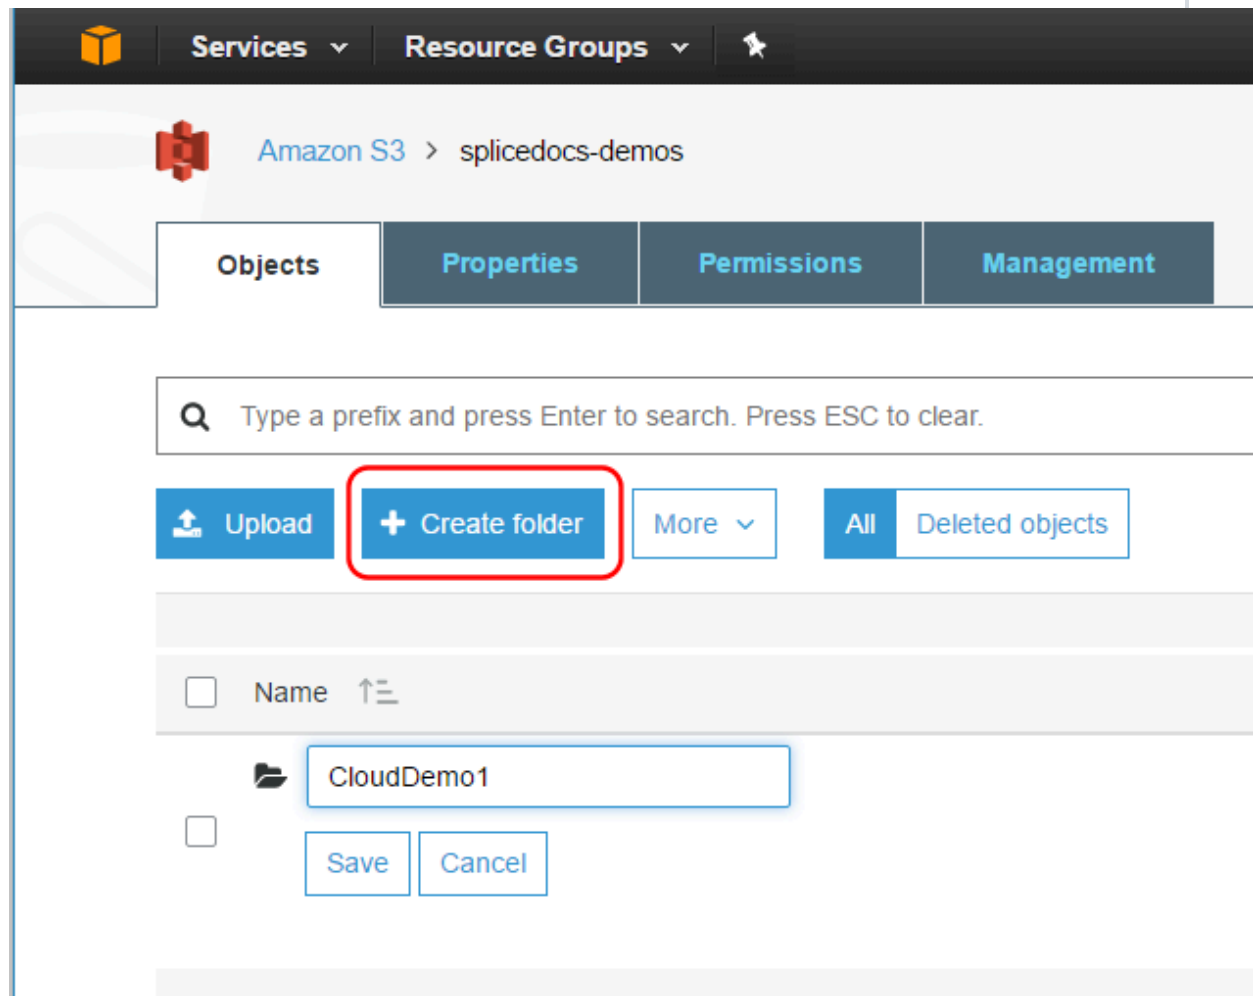 Services Resource Groups
Amazon S3 > splicedocs-demos
Objects Properties Permissions Management
Type a prefix and press Enter to search. Press ESC to clear.
Upload + Create folder More All Deleted objects
Name
CloudDemo1
Save Cancel